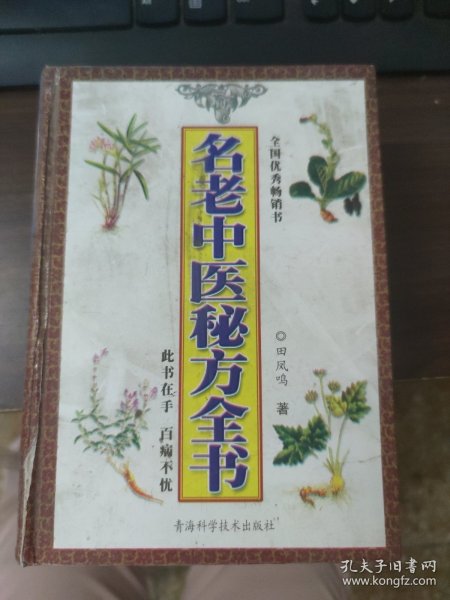 全国优秀畅销书
名老中医秘方全书
◎田凤鸣 著
此书在手 百病不忧
青海科学技术出版社
孔夫子旧书网
www.kongfz.com